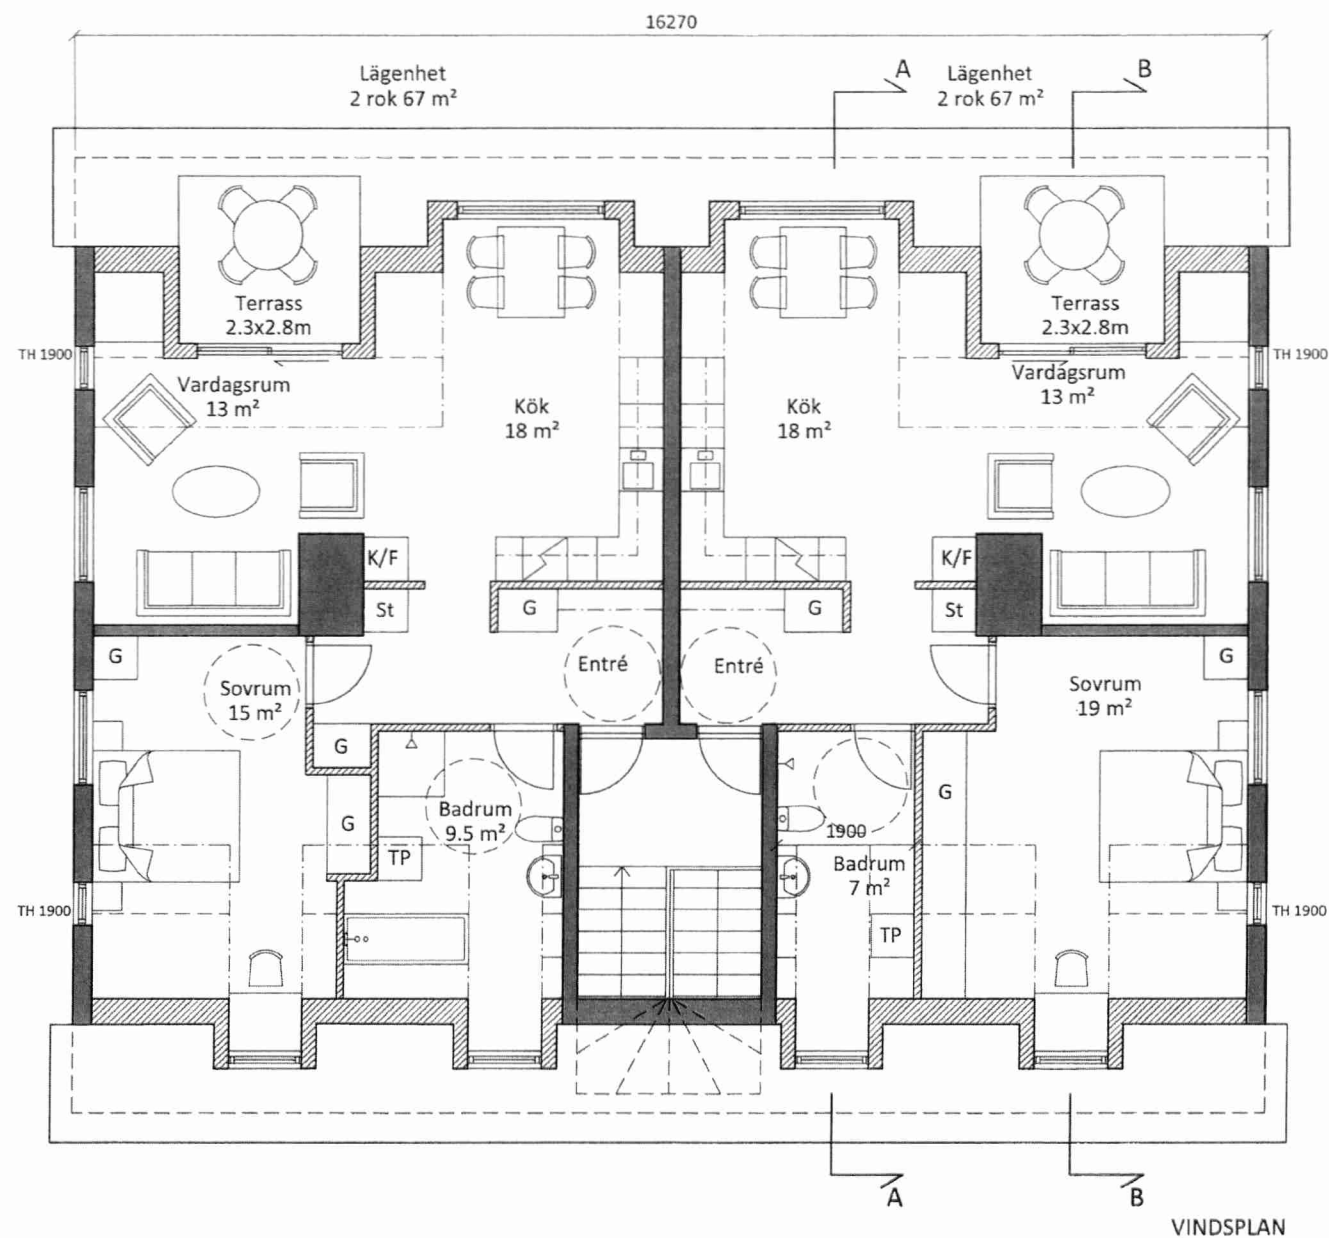 16270
Lägenhet
2 rok 67 m²
A
Lägenhet
2 rok 67 m²
B
Terrass
2.3x2.8m
Terrass
2.3x2.8m
TH 1900
TH 1900
Vardagsrum
13 m²
Kök
18 m²
Kök
18 m²
Vardagsrum
13 m²
K/F
K/F
St
G
G
St
G
Entré
Entré
G
Sovrum
15 m²
Sovrum
19 m²
G
G
G
Badrum
9.5 m²
TP
1900
Badrum
7 m²
TH 1900
TP
TH 1900
A
B
VINDSPLAN